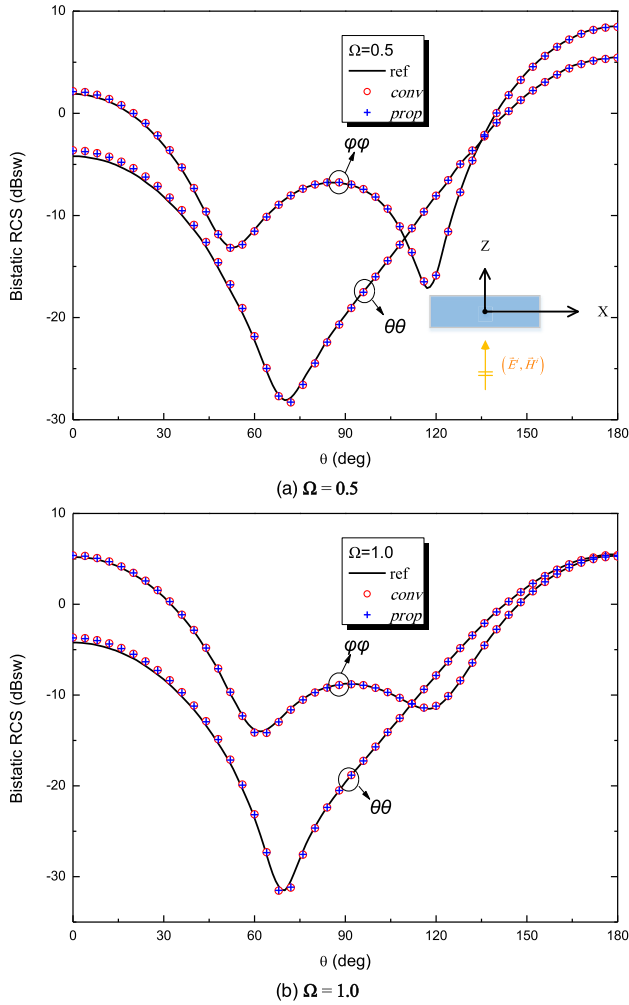 10
0
-10
-20
-30
Bistatic RCS (dBsw)
Ω=0.5
ref
conv
prop
φφ
θθ
Z
X
(Ēⁱ, H̄ⁱ)
0 30 60 90 120 150 180
θ (deg)
(a) Ω = 0.5
10
0
-10
-20
-30
Bistatic RCS (dBsw)
Ω=1.0
ref
conv
prop
φφ
θθ
0 30 60 90 120 150 180
θ (deg)
(b) Ω = 1.0